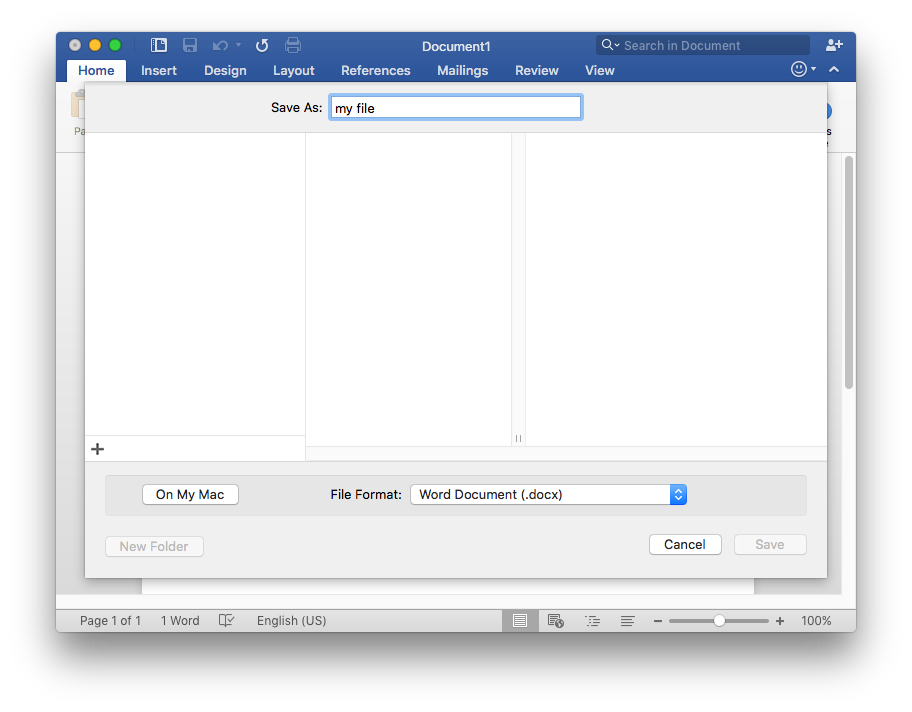 Document1
Search in Document
Home Insert Design Layout References Mailings Review View
Pa
s
Save As: my file
On My Mac
File Format: Word Document (.docx)
New Folder
Cancel Save
Page 1 of 1 1 Word English (US) 100%